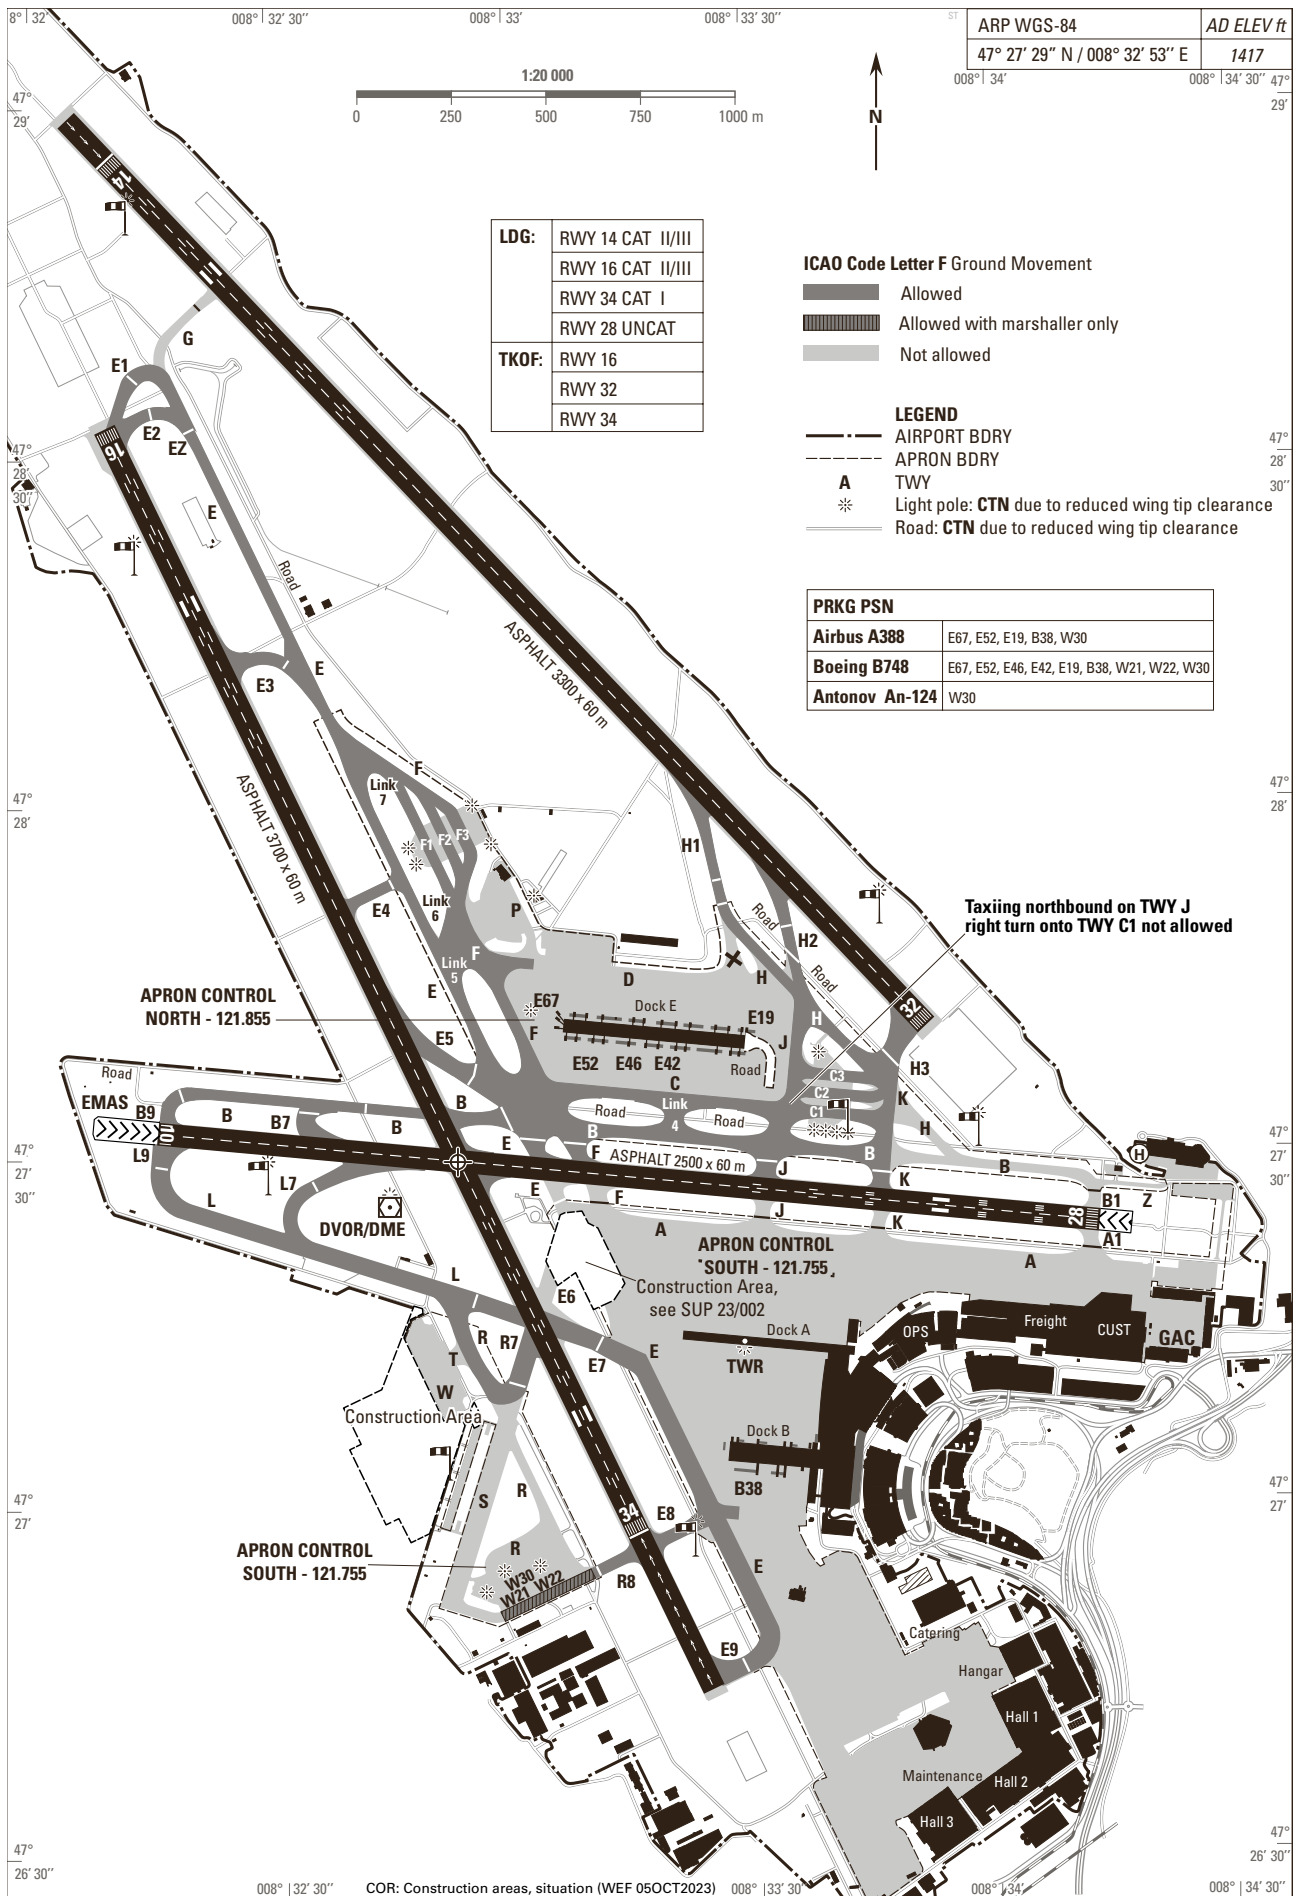 8° 32'
008° 32' 30''
008° 33'
008° 33' 30''
ST
ARP WGS-84
AD ELEV ft
47° 27' 29" N / 008° 32' 53'' E
1417
008° 34'
008° 34' 30''
47°
29'
47°
29'
1:20 000
0
250
500
750
1000 m
N
14
LDG:
RWY 14 CAT II/III
RWY 16 CAT II/III
RWY 34 CAT I
RWY 28 UNCAT
TKOF:
RWY 16
RWY 32
RWY 34
ICAO Code Letter F Ground Movement
Allowed
Allowed with marshaller only
Not allowed
LEGEND
AIRPORT BDRY
APRON BDRY
A
TWY
Light pole: CTN due to reduced wing tip clearance
Road: CTN due to reduced wing tip clearance
47°
28'
30''
47°
28'
30''
G
E1
E2
EZ
16
E
Road
E
E3
PRKG PSN
Airbus A388
E67, E52, E19, B38, W30
Boeing B748
E67, E52, E46, E42, E19, B38, W21, W22, W30
Antonov An-124
W30
ASPHALT 3300 x 60 m
ASPHALT 3700 x 60 m
47°
28'
47°
28'
F
Link
7
F1
F2
F3
H1
Link
6
E4
P
Road
H2
Taxiing northbound on TWY J
right turn onto TWY C1 not allowed
F
Link
5
D
H
Road
E
APRON CONTROL
NORTH - 121.855
E67
Dock E
E19
32
F
E5
E52
E46
E42
J
H
Road
C
C3
H3
C2
K
C1
Link
4
Road
Road
Road
EMAS
B9
B
B7
B
B
10
L9
E
B
F
ASPHALT 2500 x 60 m
J
B
H
B
K
H
47°
27'
30''
47°
27'
30''
L
L7
DVOR/DME
E
F
A
J
K
28
B1
Z
A1
A
APRON CONTROL
SOUTH - 121.755
Construction Area,
see SUP 23/002
L
E6
R
R7
T
E7
E
W
Construction Area
Dock A
TWR
OPS
Freight
CUST
GAC
Dock B
B38
S
R
34
E8
47°
27'
47°
27'
APRON CONTROL
SOUTH - 121.755
R
W30
W21
W22
R8
E
E9
Catering
Hangar
Hall 1
Maintenance
Hall 2
Hall 3
47°
26' 30''
47°
26' 30''
008° 32' 30''
COR: Construction areas, situation (WEF 05OCT2023)
008° 33' 30''
008° 34'
008° 34' 30''